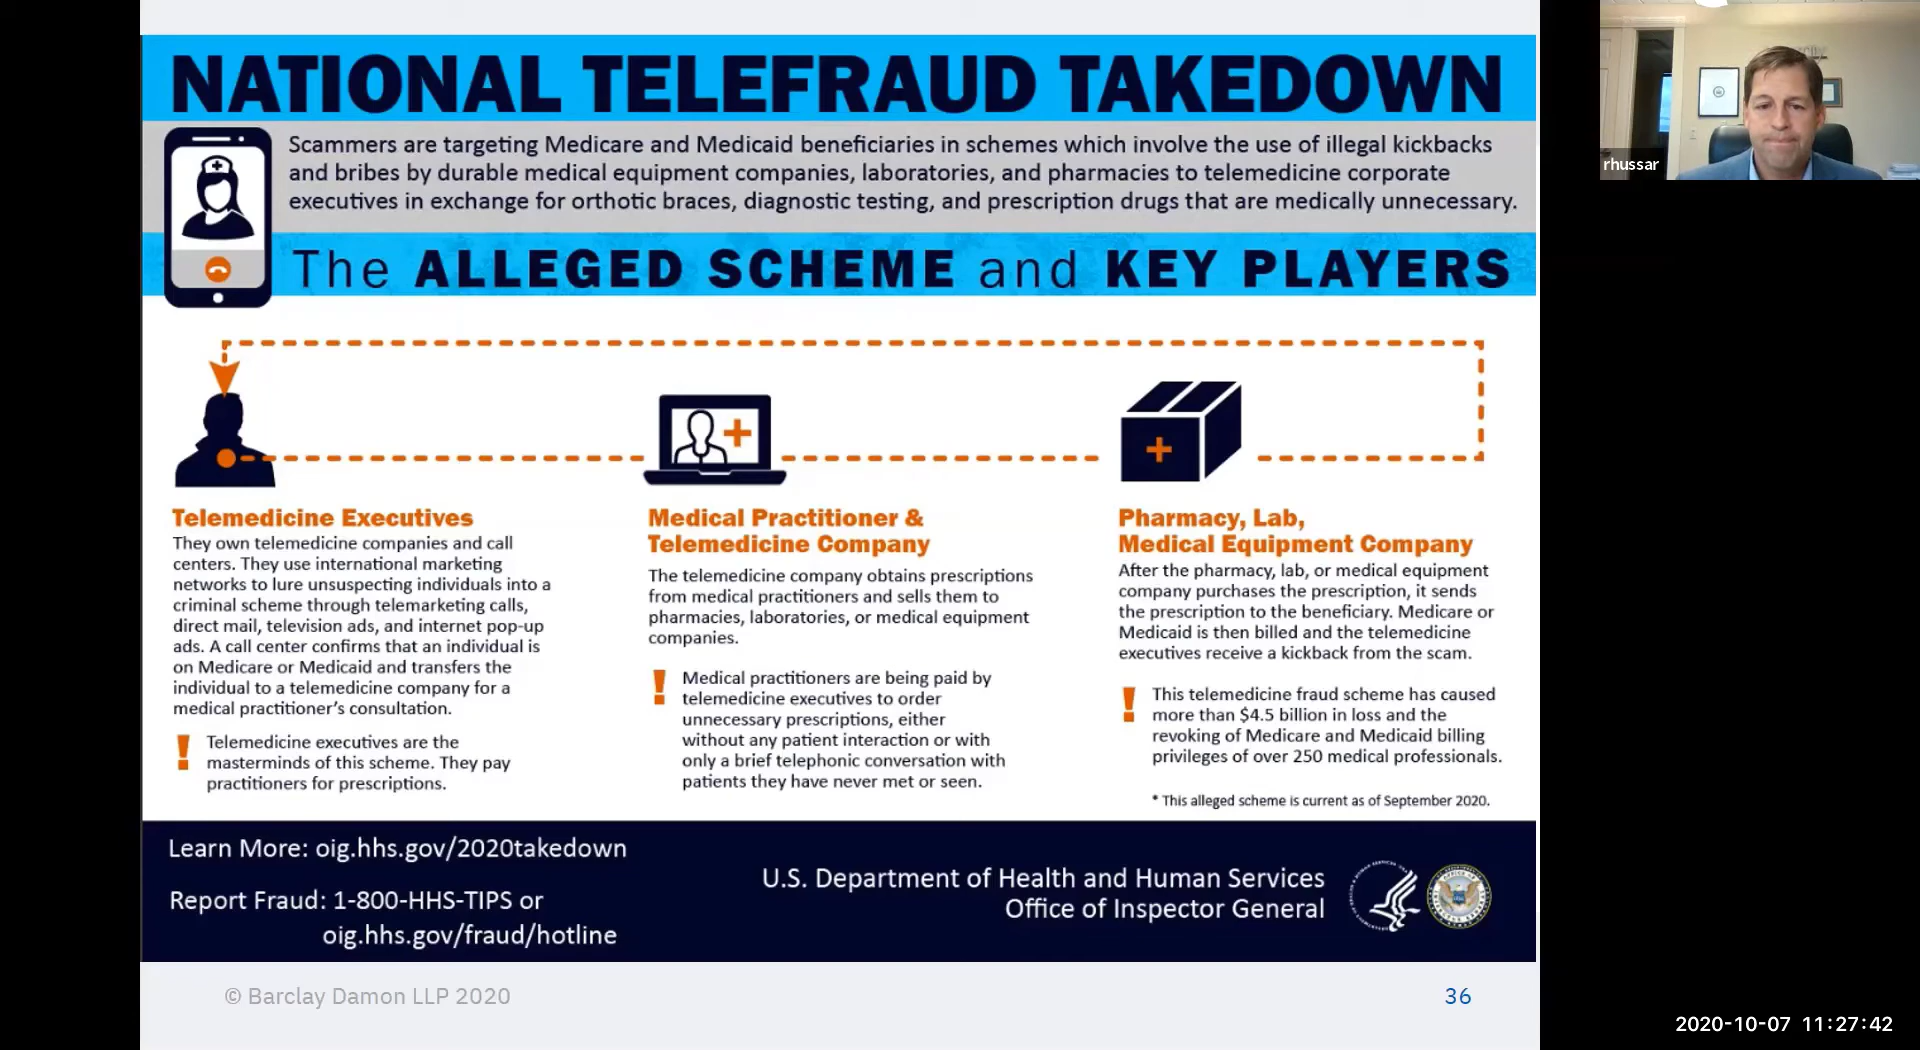 NATIONAL TELEFRAUD TAKEDOWN
Scammers are targeting Medicare and Medicaid beneficiaries in schemes which involve the use of illegal kickbacks
and bribes by durable medical equipment companies, laboratories, and pharmacies to telemedicine corporate
executives in exchange for orthotic braces, diagnostic testing, and prescription drugs that are medically unnecessary.
The ALLEGED SCHEME and KEY PLAYERS
Telemedicine Executives
They own telemedicine companies and call
centers. They use international marketing
networks to lure unsuspecting individuals into a
criminal scheme through telemarketing calls,
direct mail, television ads, and internet pop-up
ads. A call center confirms that an individual is
on Medicare or Medicaid and transfers the
individual to a telemedicine company for a
medical practitioner’s consultation.
! Telemedicine executives are the
masterminds of this scheme. They pay
practitioners for prescriptions.
Medical Practitioner &
Telemedicine Company
The telemedicine company obtains prescriptions
from medical practitioners and sells them to
pharmacies, laboratories, or medical equipment
companies.
! Medical practitioners are being paid by
telemedicine executives to order
unnecessary prescriptions, either
without any patient interaction or with
only a brief telephonic conversation with
patients they have never met or seen.
Pharmacy, Lab,
Medical Equipment Company
After the pharmacy, lab, or medical equipment
company purchases the prescription, it sends
the prescription to the beneficiary. Medicare or
Medicaid is then billed and the telemedicine
executives receive a kickback from the scam.
! This telemedicine fraud scheme has caused
more than $4.5 billion in loss and the
revoking of Medicare and Medicaid billing
privileges of over 250 medical professionals.
* This alleged scheme is current as of September 2020.
Learn More: oig.hhs.gov/2020takedown
Report Fraud: 1-800-HHS-TIPS or
oig.hhs.gov/fraud/hotline
U.S. Department of Health and Human Services
Office of Inspector General
© Barclay Damon LLP 2020
36
rhussar
2020-10-07 11:27:42